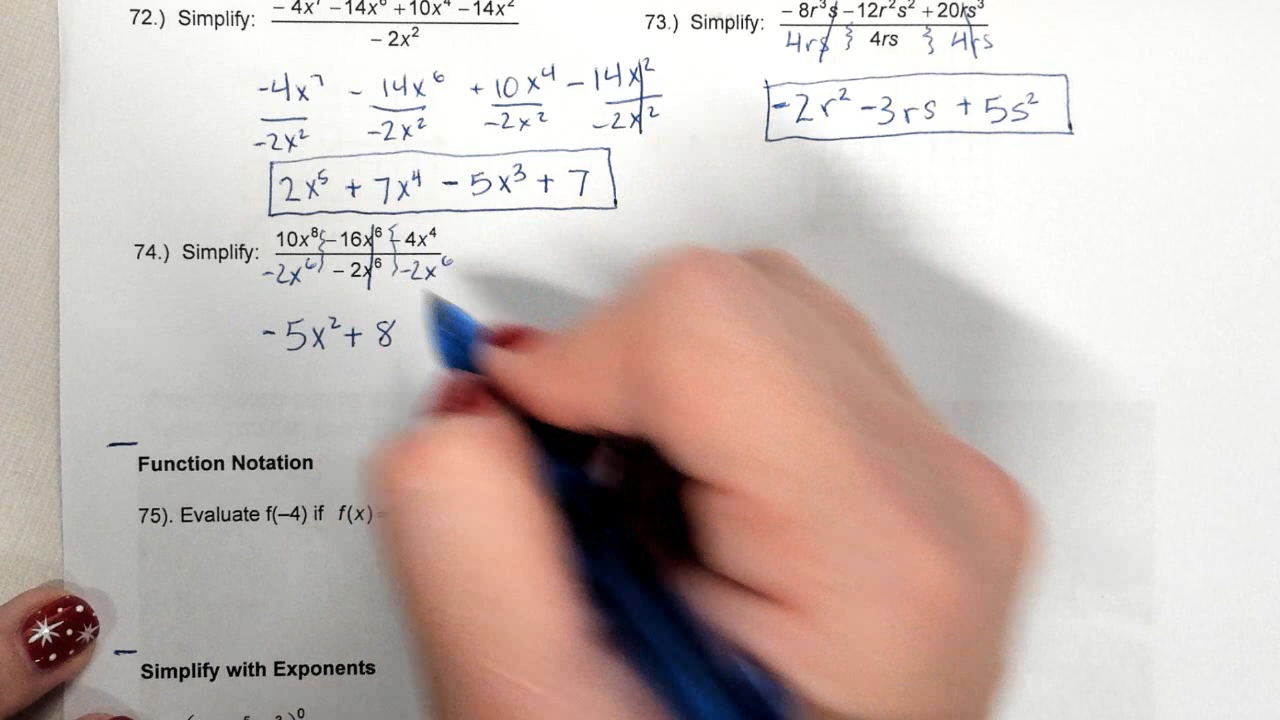 72.) Simplify: - 4x⁷ - 14x⁶ + 10x⁴ - 14x²
- 2x²
-4x⁷ - 14x⁶ + 10x⁴ - 14x²
-2x² -2x² -2x² -2x²
2x⁵ + 7x⁴ - 5x³ + 7
73.) Simplify: - 8r³s - 12r²s² + 20rs³
4rs } 4rs } 4rs
-2r² - 3rs + 5s²
74.) Simplify: 10x⁸ { - 16x⁶ { - 4x⁴
-2x⁶ } - 2x⁶ } -2x⁶
- 5x² + 8
Function Notation
75). Evaluate f(–4) if f(x)
Simplify with Exponents